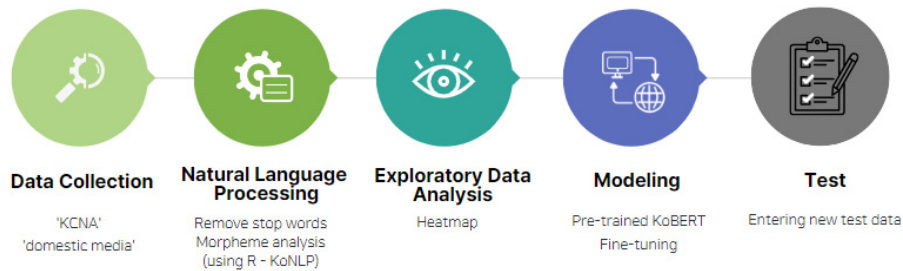 Data Collection
'KCNA'
'domestic media'
Natural Language
Processing
Remove stop words
Morpheme analysis
(using R - KoNLP)
Exploratory Data
Analysis
Heatmap
Modeling
Pre-trained KoBERT
Fine-tuning
Test
Entering new test data